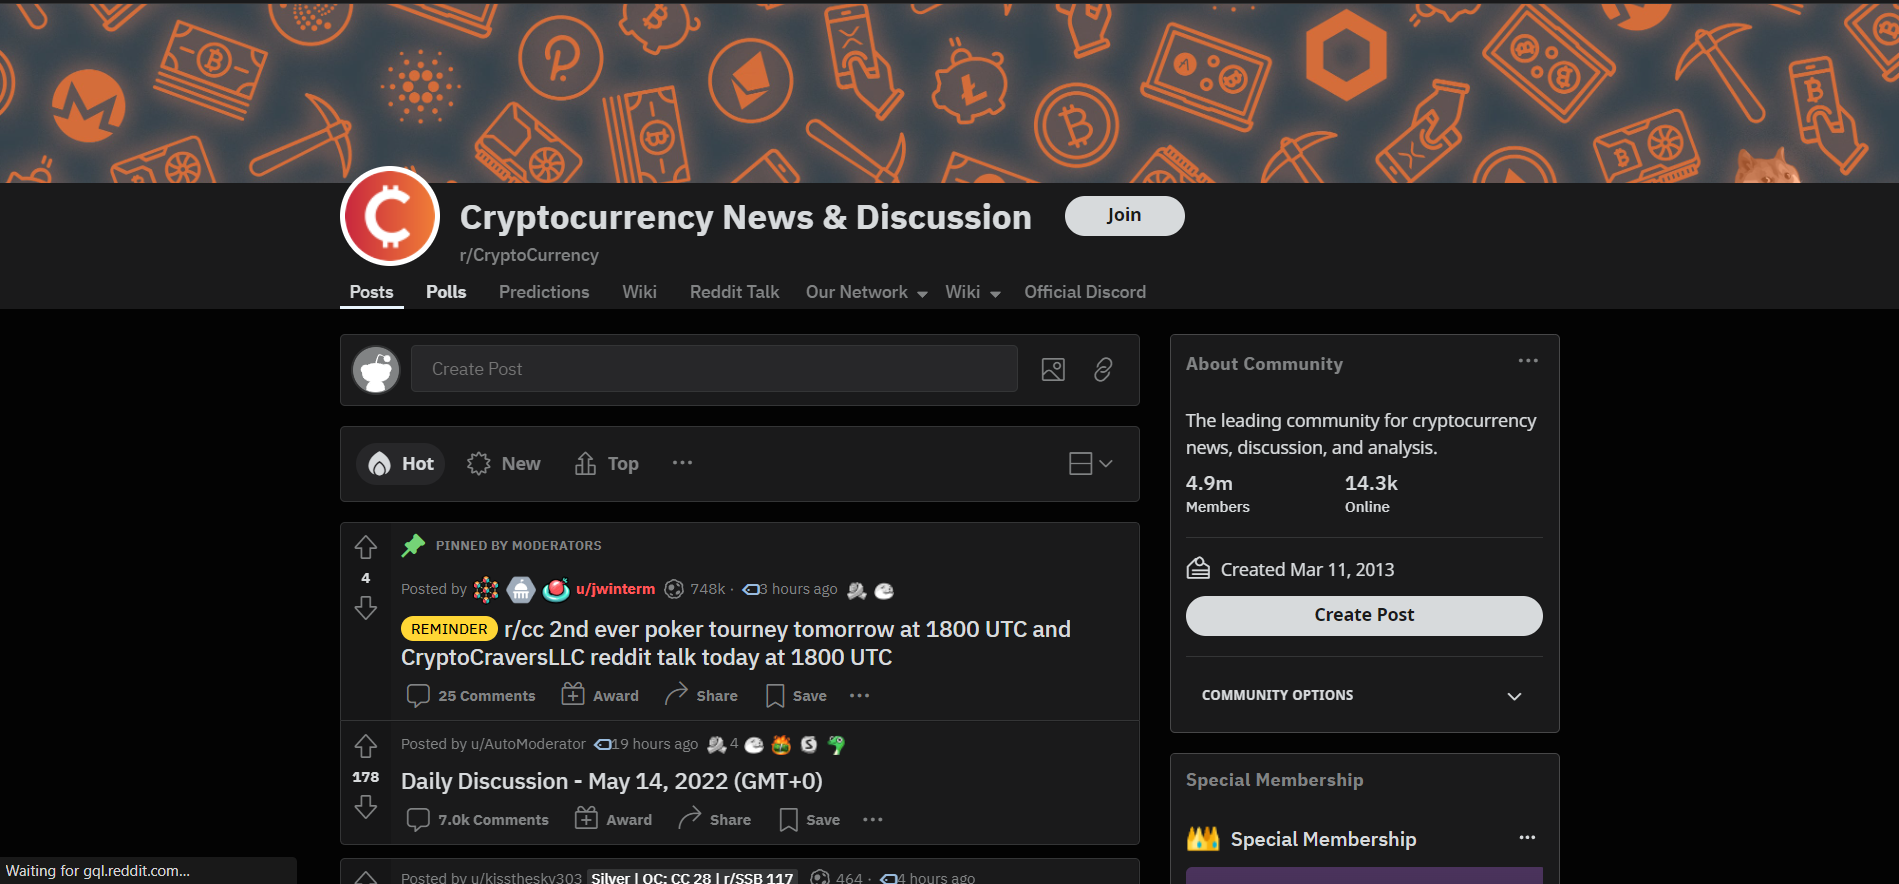 Cryptocurrency News & Discussion
Join
r/CryptoCurrency
Posts Polls Predictions Wiki Reddit Talk Our Network Wiki Official Discord
Create Post
Hot New Top
PINNED BY MODERATORS
4
Posted by u/jwinterm 748k · 3 hours ago
REMINDER r/cc 2nd ever poker tourney tomorrow at 1800 UTC and
CryptoCraversLLC reddit talk today at 1800 UTC
25 Comments Award Share Save
Posted by u/AutoModerator 19 hours ago 4
178
Daily Discussion - May 14, 2022 (GMT+0)
7.0k Comments Award Share Save
Posted by u/kissthesky303 Silver | QC: CC 28 | r/SSB 117 464 · 4 hours ago
About Community
The leading community for cryptocurrency
news, discussion, and analysis.
4.9m 14.3k
Members Online
Created Mar 11, 2013
Create Post
COMMUNITY OPTIONS
Special Membership
Special Membership
Waiting for gql.reddit.com...